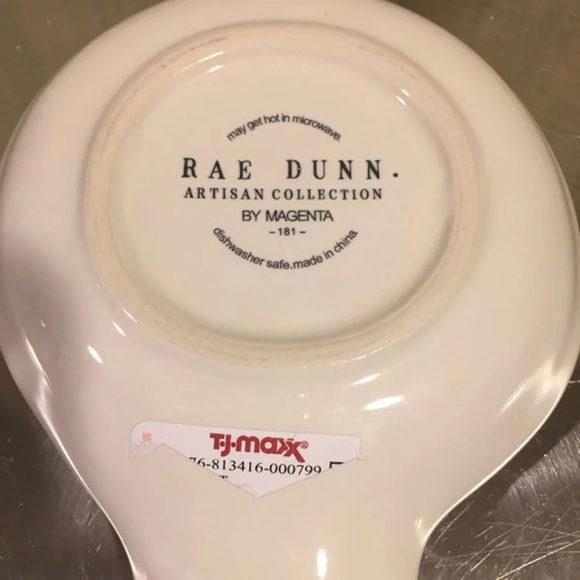 may get hot in microwave.
RAE DUNN.
ARTISAN COLLECTION
BY MAGENTA
- 181 -
dishwasher safe.made in china
T·J·maxx®
76-813416-000799